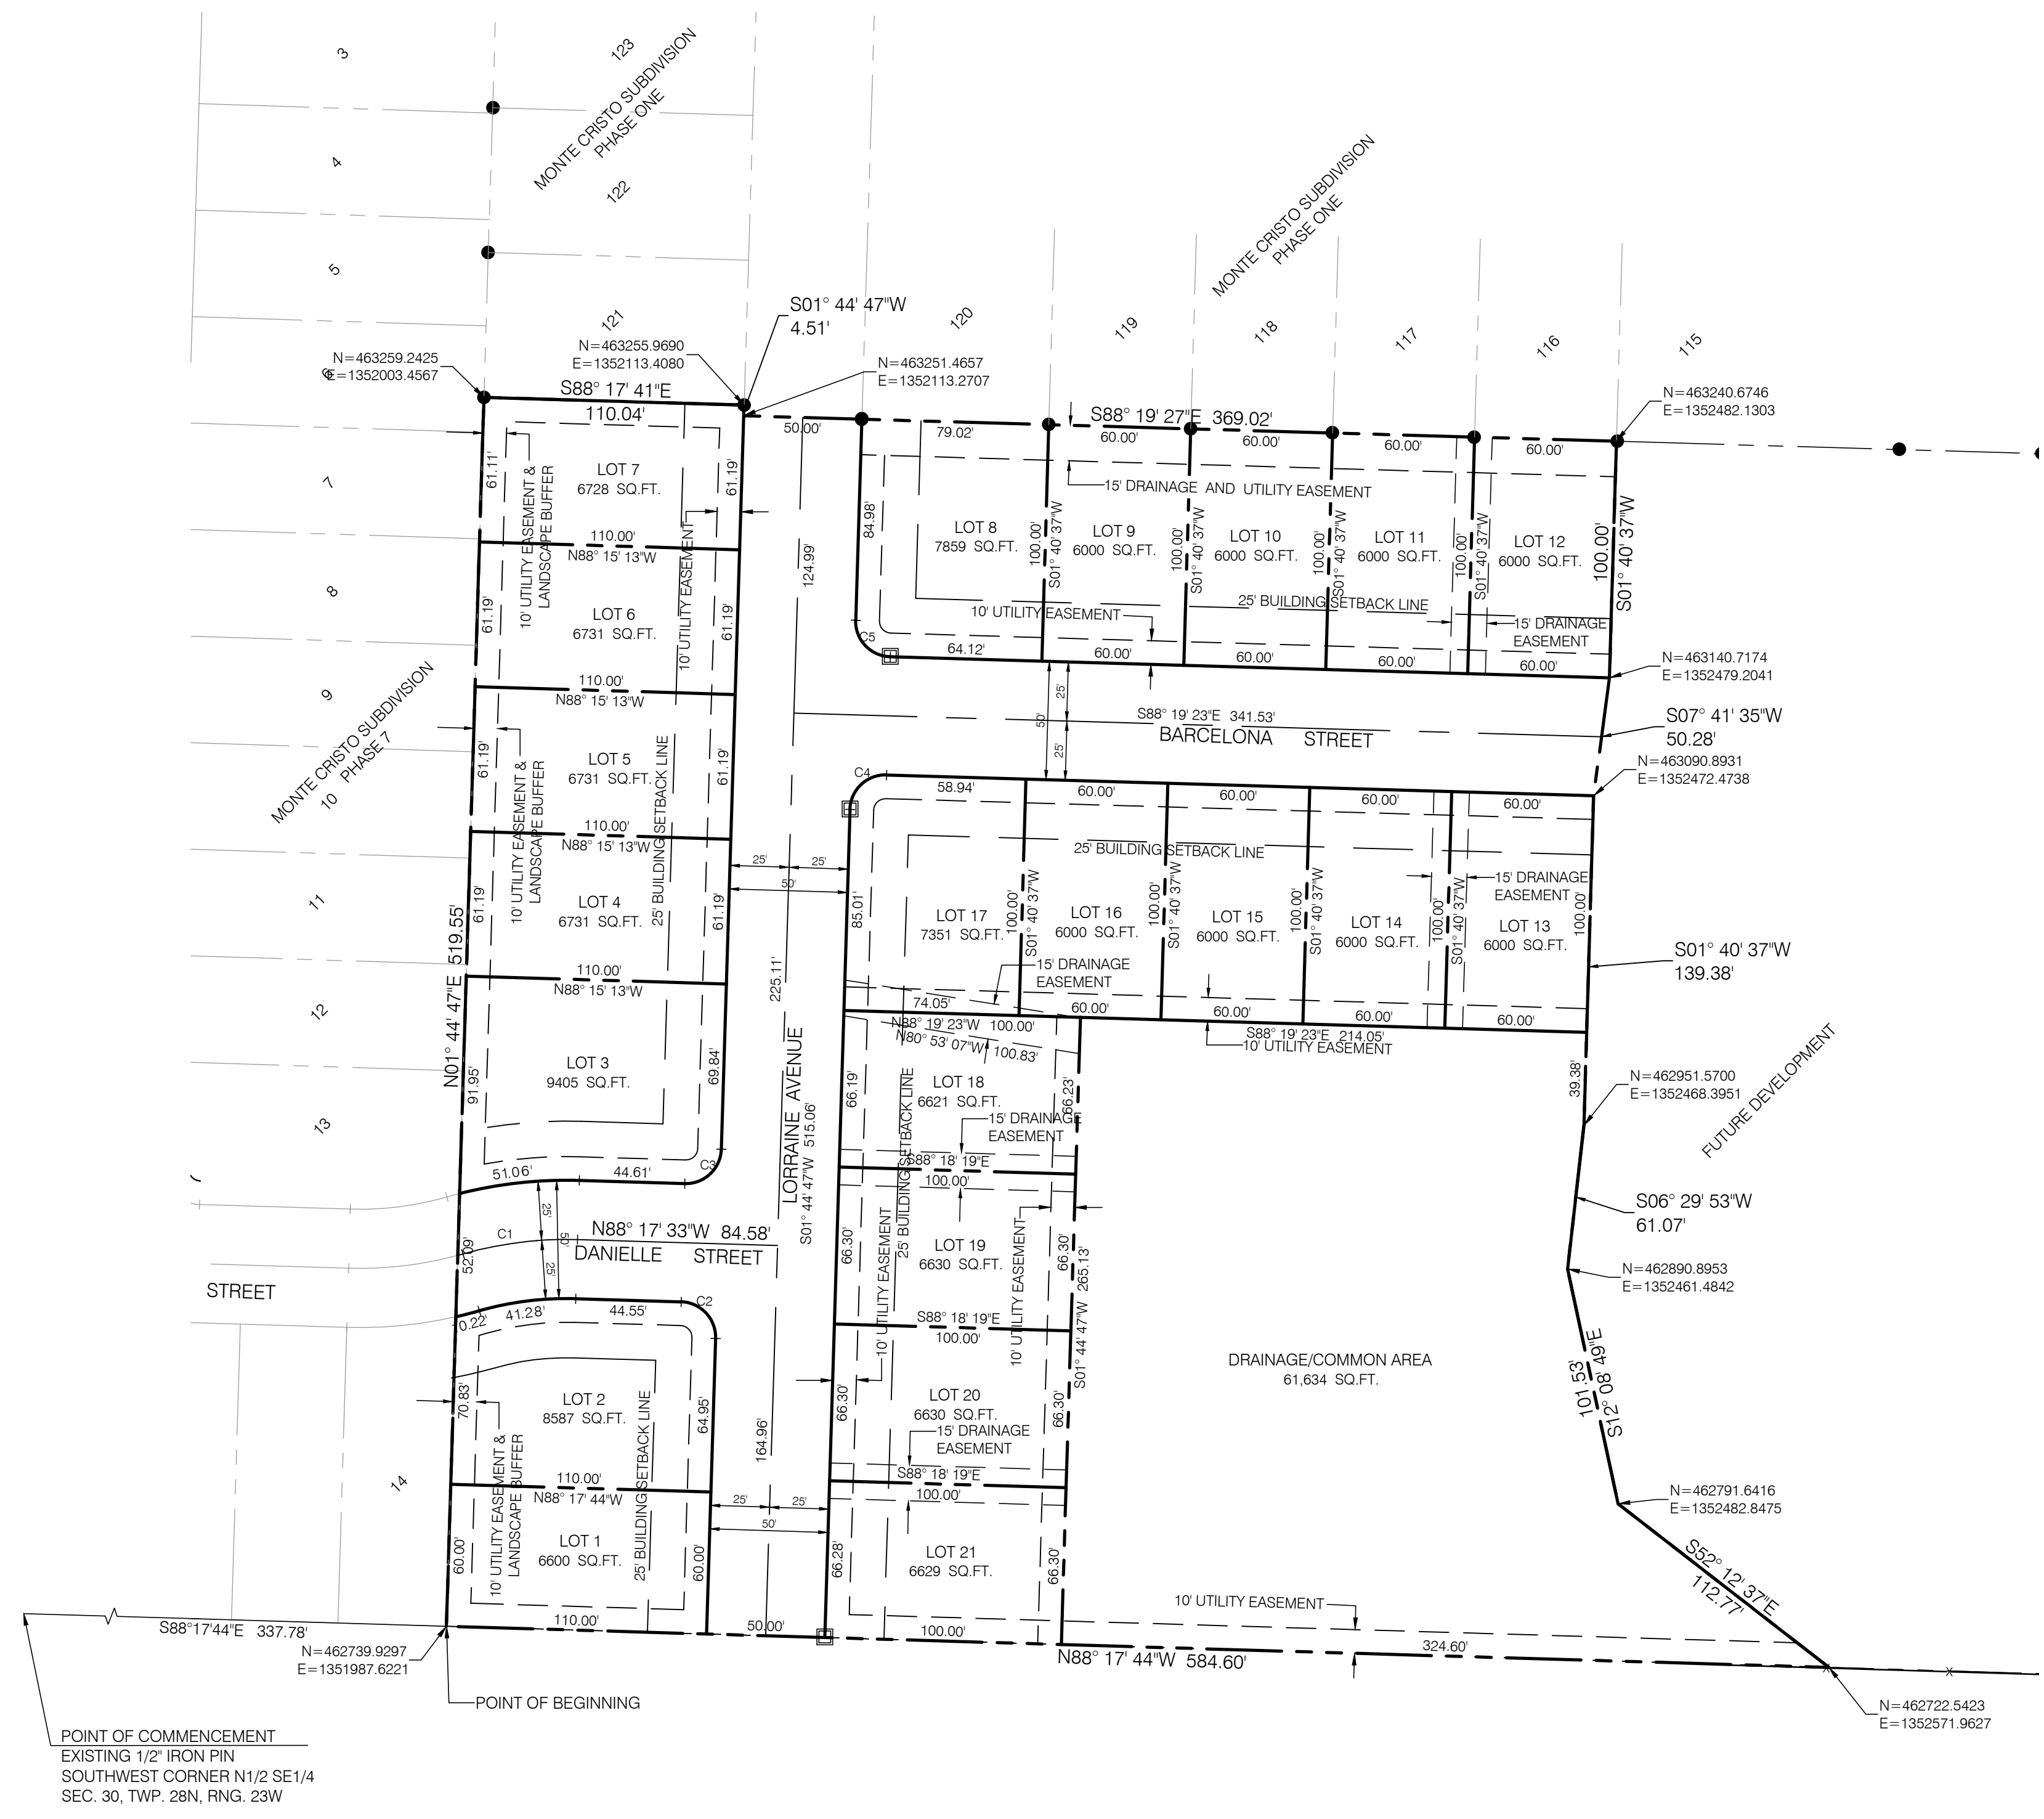 3
123
MONTE CRISTO SUBDIVISION
PHASE ONE
4
122
5
MONTE CRISTO SUBDIVISION
PHASE ONE
121
120
119
118
117
116
115
S01° 44' 47"W
4.51'
N=463259.2425
E=1352003.4567
6
N=463255.9690
E=1352113.4080
N=463251.4657
E=1352113.2707
N=463240.6746
E=1352482.1303
S88° 17' 41"E
110.04'
S88° 19' 27"E 369.02'
50.00'
79.02'
60.00'
60.00'
60.00'
60.00'
61.11'
10' UTILITY EASEMENT &
LANDSCAPE BUFFER
LOT 7
6728 SQ.FT.
61.19'
7
15' DRAINAGE AND UTILITY EASEMENT
84.98'
124.99'
LOT 8
7859 SQ.FT.
100.00'
S01° 40' 37"W
LOT 9
6000 SQ.FT.
100.00'
S01° 40' 37"W
LOT 10
6000 SQ.FT.
100.00'
S01° 40' 37"W
LOT 11
6000 SQ.FT.
100.00'
S01° 40' 37"W
LOT 12
6000 SQ.FT.
100.00'
S01° 40' 37"W
110.00'
N88° 15' 13"W
10' UTILITY EASEMENT
8
61.19'
LOT 6
6731 SQ.FT.
61.19'
25' BUILDING SETBACK LINE
10' UTILITY EASEMENT
15' DRAINAGE
EASEMENT
C5
64.12'
60.00'
60.00'
60.00'
60.00'
N=463140.7174
E=1352479.2041
110.00'
N88° 15' 13"W
9
MONTE CRISTO SUBDIVISION
PHASE 7
10
25'
50'
25'
S88° 19' 23"E 341.53'
BARCELONA STREET
S07° 41' 35"W
50.28'
N=463090.8931
E=1352472.4738
61.19'
10' UTILITY EASEMENT &
LANDSCAPE BUFFER
LOT 5
6731 SQ.FT.
25' BUILDING SETBACK LINE
61.19'
C4
58.94'
60.00'
60.00'
60.00'
60.00'
110.00'
N88° 15' 13"W
25'
25'
50'
25' BUILDING SETBACK LINE
15' DRAINAGE
EASEMENT
11
61.19'
LOT 4
6731 SQ.FT.
61.19'
85.01'
LOT 17
7351 SQ.FT.
100.00'
S01° 40' 37"W
LOT 16
6000 SQ.FT.
100.00'
S01° 40' 37"W
LOT 15
6000 SQ.FT.
100.00'
S01° 40' 37"W
LOT 14
6000 SQ.FT.
100.00'
S01° 40' 37"W
LOT 13
6000 SQ.FT.
100.00'
S01° 40' 37"W
139.38'
N01° 44' 47"E 519.55'
110.00'
N88° 15' 13"W
225.11'
15' DRAINAGE
EASEMENT
12
74.05'
60.00'
60.00'
60.00'
60.00'
N88° 19' 23"W 100.00'
N80° 53' 07"W 100.83'
S88° 19' 23"E 214.05'
10' UTILITY EASEMENT
91.95'
LOT 3
9405 SQ.FT.
69.84'
LORRAINE AVENUE
S01° 44' 47"W 515.06'
66.19'
25' BUILDING SETBACK LINE
LOT 18
6621 SQ.FT.
66.23'
15' DRAINAGE
EASEMENT
39.38'
N=462951.5700
E=1352468.3951
FUTURE DEVELOPMENT
13
51.06'
44.61'
C3
S88° 18' 19"E
100.00'
S06° 29' 53"W
61.07'
C1
25'
50'
25'
N88° 17' 33"W 84.58'
DANIELLE STREET
52.09'
66.30'
10' UTILITY EASEMENT
LOT 19
6630 SQ.FT.
10' UTILITY EASEMENT
66.30'
S01° 44' 47"W 265.13'
N=462890.8953
E=1352461.4842
STREET
0.22'
41.28'
44.55'
C2
S88° 18' 19"E
100.00'
DRAINAGE/COMMON AREA
61,634 SQ.FT.
101.53'
S12° 08' 49"E
70.83'
LOT 2
8587 SQ.FT.
25' BUILDING SETBACK LINE
64.95'
164.96'
66.30'
LOT 20
6630 SQ.FT.
66.30'
15' DRAINAGE
EASEMENT
14
10' UTILITY EASEMENT &
LANDSCAPE BUFFER
110.00'
N88° 17' 44"W
S88° 18' 19"E
100.00'
25'
25'
50'
N=462791.6416
E=1352482.8475
60.00'
LOT 1
6600 SQ.FT.
60.00'
66.28'
LOT 21
6629 SQ.FT.
66.30'
S52° 12' 37"E
112.77'
10' UTILITY EASEMENT
S88°17'44"E 337.78'
110.00'
50.00'
100.00'
324.60'
N88° 17' 44"W 584.60'
N=462739.9297
E=1351987.6221
X
X
POINT OF BEGINNING
N=462722.5423
E=1352571.9627
POINT OF COMMENCEMENT
EXISTING 1/2" IRON PIN
SOUTHWEST CORNER N1/2 SE1/4
SEC. 30, TWP. 28N, RNG. 23W